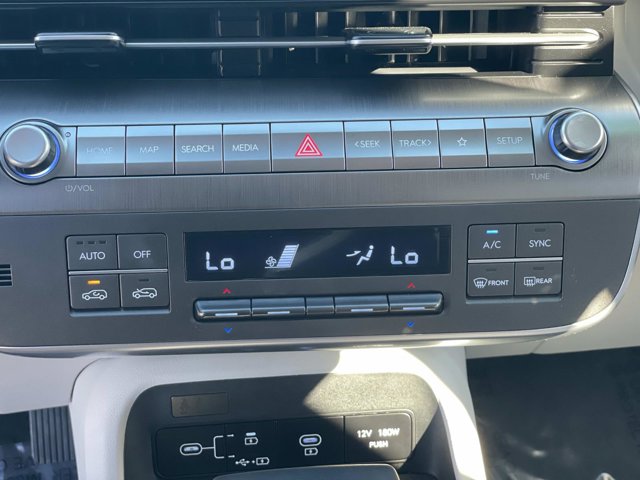 HOME MAP SEARCH MEDIA <SEEK TRACK> SETUP
⏻/VOL TUNE
AUTO OFF Lo Lo A/C SYNC
FRONT REAR
12V 180W
PUSH